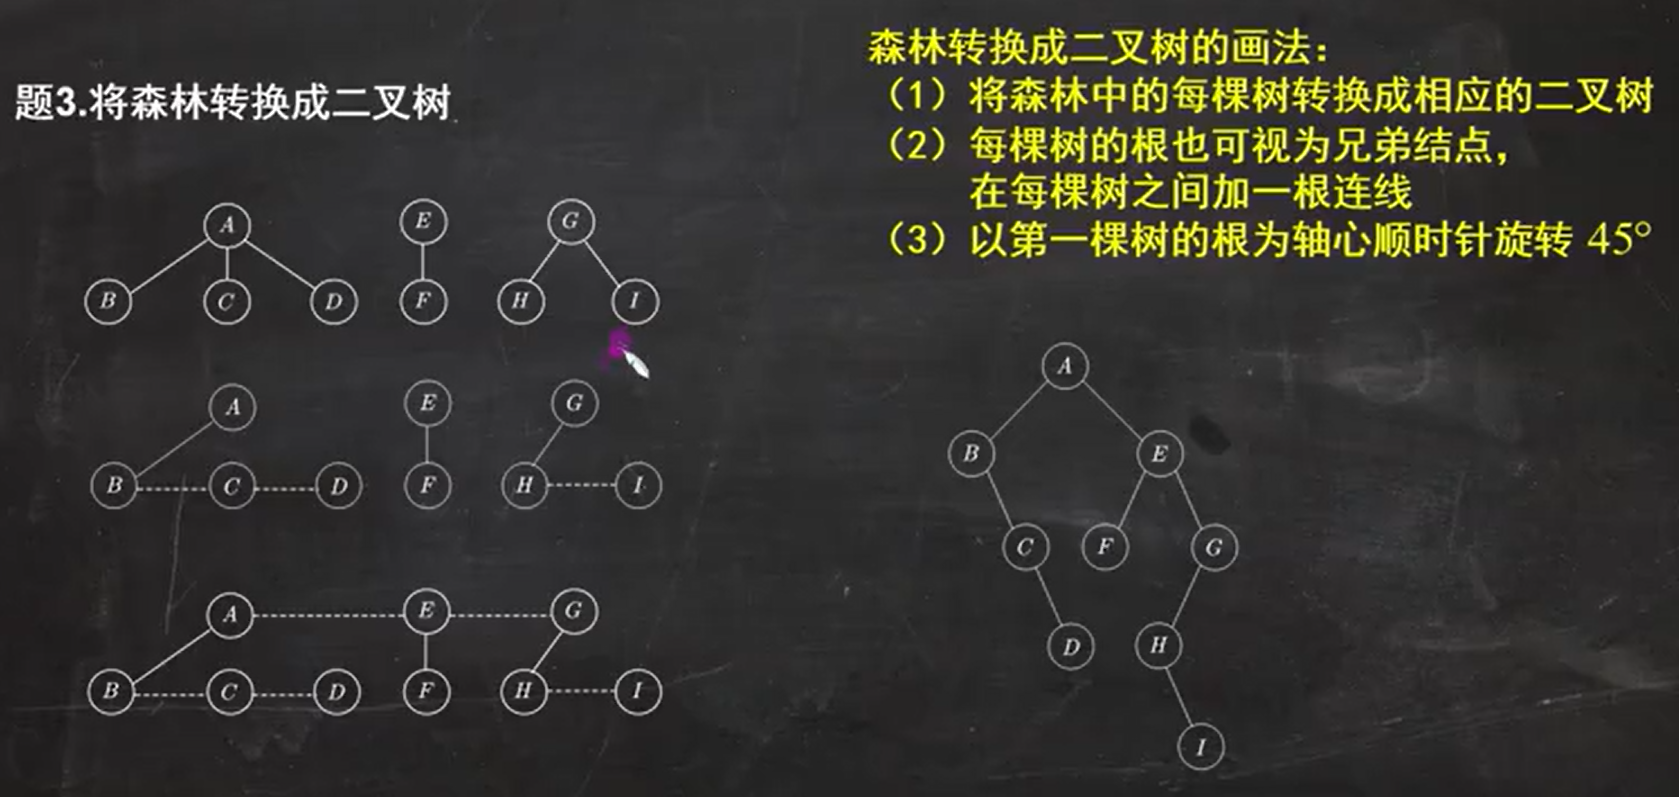 题3.将森林转换成二叉树
森林转换成二叉树的画法：
（1）将森林中的每棵树转换成相应的二叉树
（2）每棵树的根也可视为兄弟结点，
在每棵树之间加一根连线
（3）以第一棵树的根为轴心顺时针旋转 45°
A E G
B C D F H I
A E G
B C D F H I
A E G
B C D F H I
A
B E
C F G
D H
I